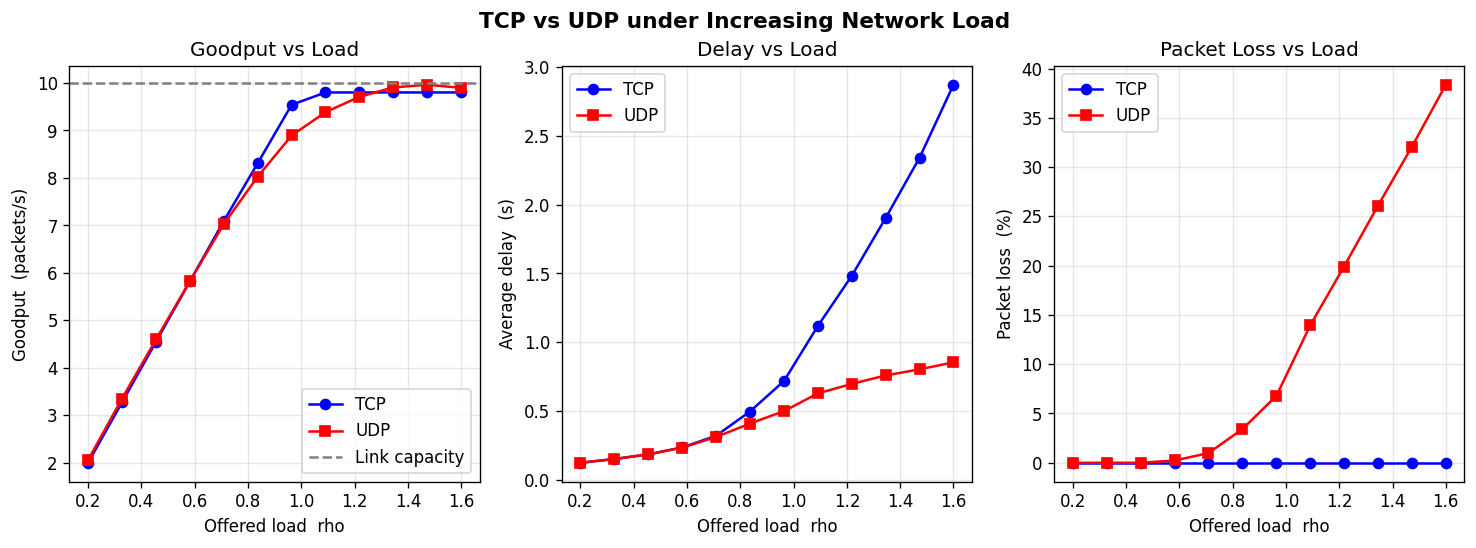 TCP vs UDP under Increasing Network Load
Goodput vs Load
Goodput (packets/s)
10
9
8
7
6
5
4
3
2
TCP
UDP
Link capacity
0.2 0.4 0.6 0.8 1.0 1.2 1.4 1.6
Offered load rho
Delay vs Load
Average delay (s)
3.0
2.5
2.0
1.5
1.0
0.5
0.0
TCP
UDP
0.2 0.4 0.6 0.8 1.0 1.2 1.4 1.6
Offered load rho
Packet Loss vs Load
Packet loss (%)
40
35
30
25
20
15
10
5
0
TCP
UDP
0.2 0.4 0.6 0.8 1.0 1.2 1.4 1.6
Offered load rho